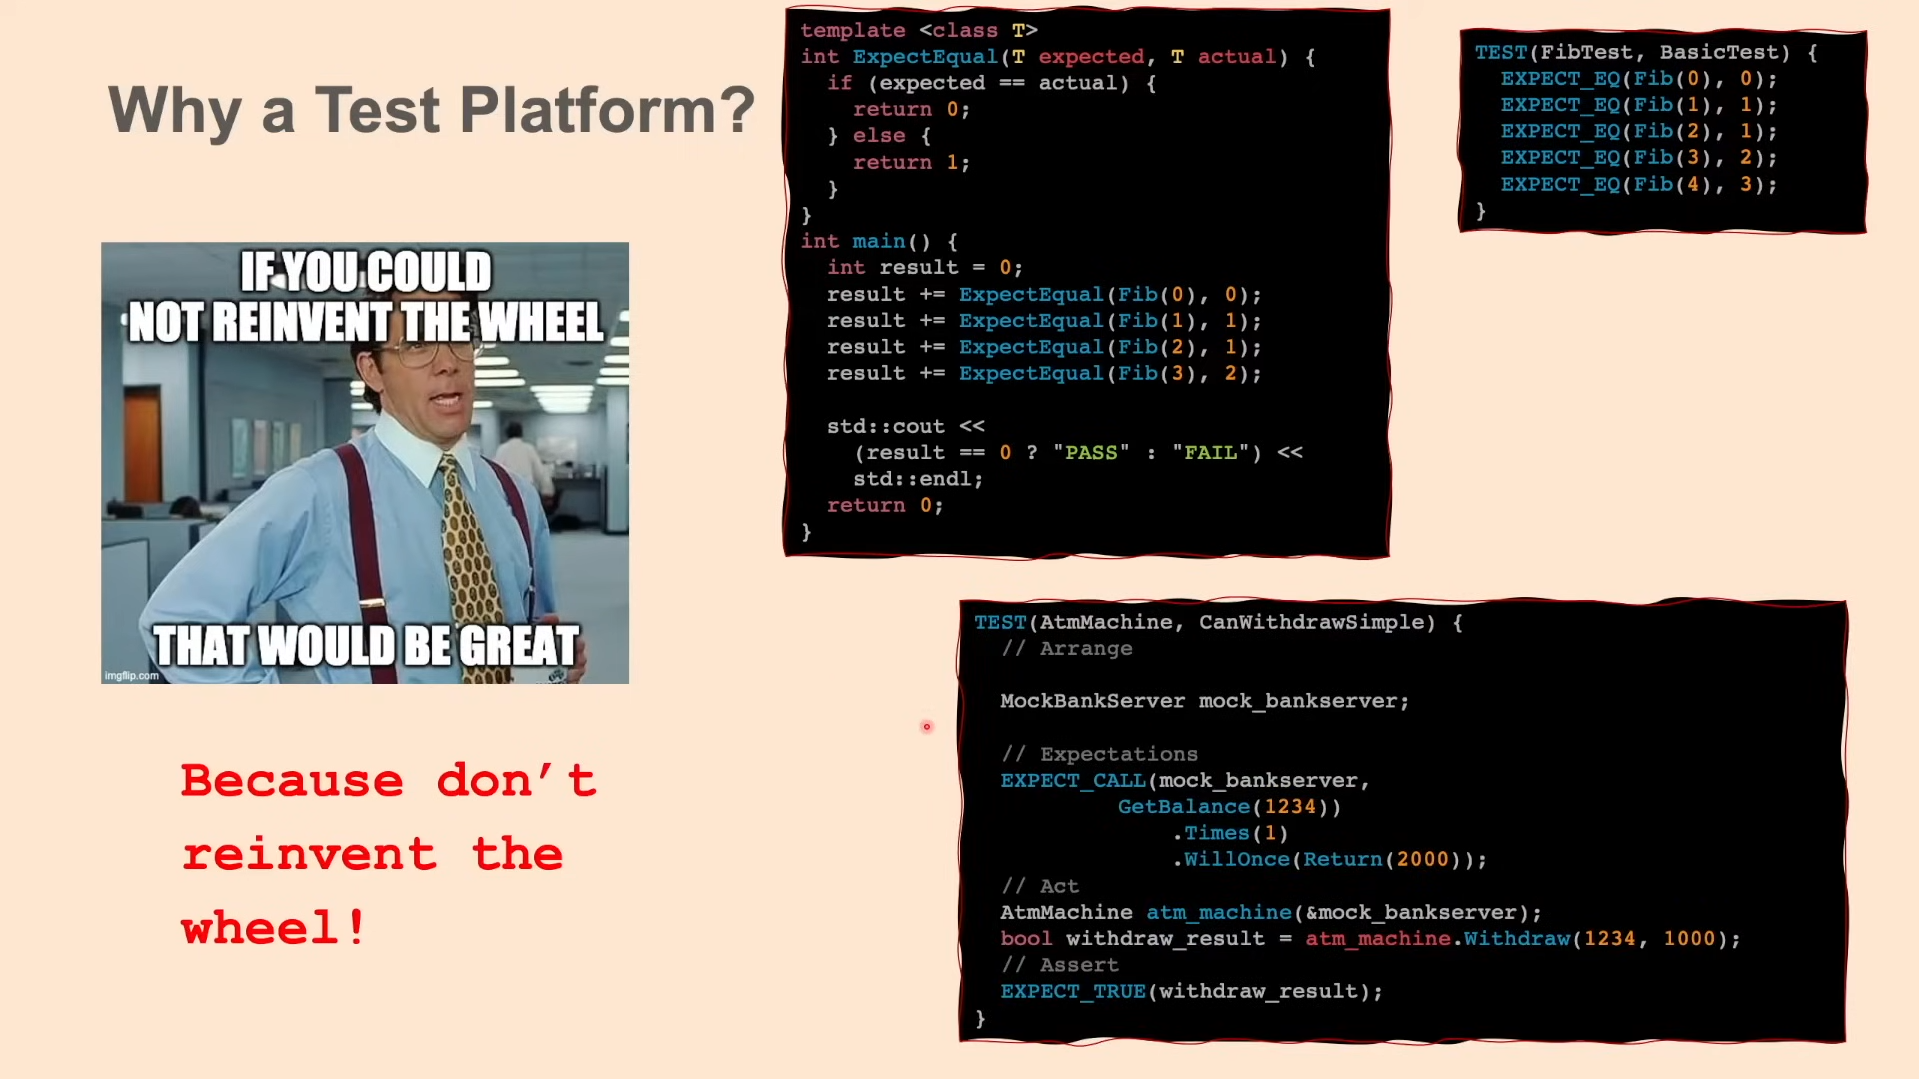 Why a Test Platform?
IF YOU COULD
NOT REINVENT THE WHEEL
THAT WOULD BE GREAT
imgflip.com
Because don’t
reinvent the
wheel!
template <class T>
int ExpectEqual(T expected, T actual) {
  if (expected == actual) {
    return 0;
  } else {
    return 1;
  }
}
int main() {
  int result = 0;
  result += ExpectEqual(Fib(0), 0);
  result += ExpectEqual(Fib(1), 1);
  result += ExpectEqual(Fib(2), 1);
  result += ExpectEqual(Fib(3), 2);
  std::cout <<
    (result == 0 ? "PASS" : "FAIL") <<
    std::endl;
  return 0;
}
TEST(FibTest, BasicTest) {
  EXPECT_EQ(Fib(0), 0);
  EXPECT_EQ(Fib(1), 1);
  EXPECT_EQ(Fib(2), 1);
  EXPECT_EQ(Fib(3), 2);
  EXPECT_EQ(Fib(4), 3);
}
TEST(AtmMachine, CanWithdrawSimple) {
  // Arrange
  MockBankServer mock_bankserver;
  // Expectations
  EXPECT_CALL(mock_bankserver,
           GetBalance(1234))
               .Times(1)
               .WillOnce(Return(2000));
  // Act
  AtmMachine atm_machine(&mock_bankserver);
  bool withdraw_result = atm_machine.Withdraw(1234, 1000);
  // Assert
  EXPECT_TRUE(withdraw_result);
}